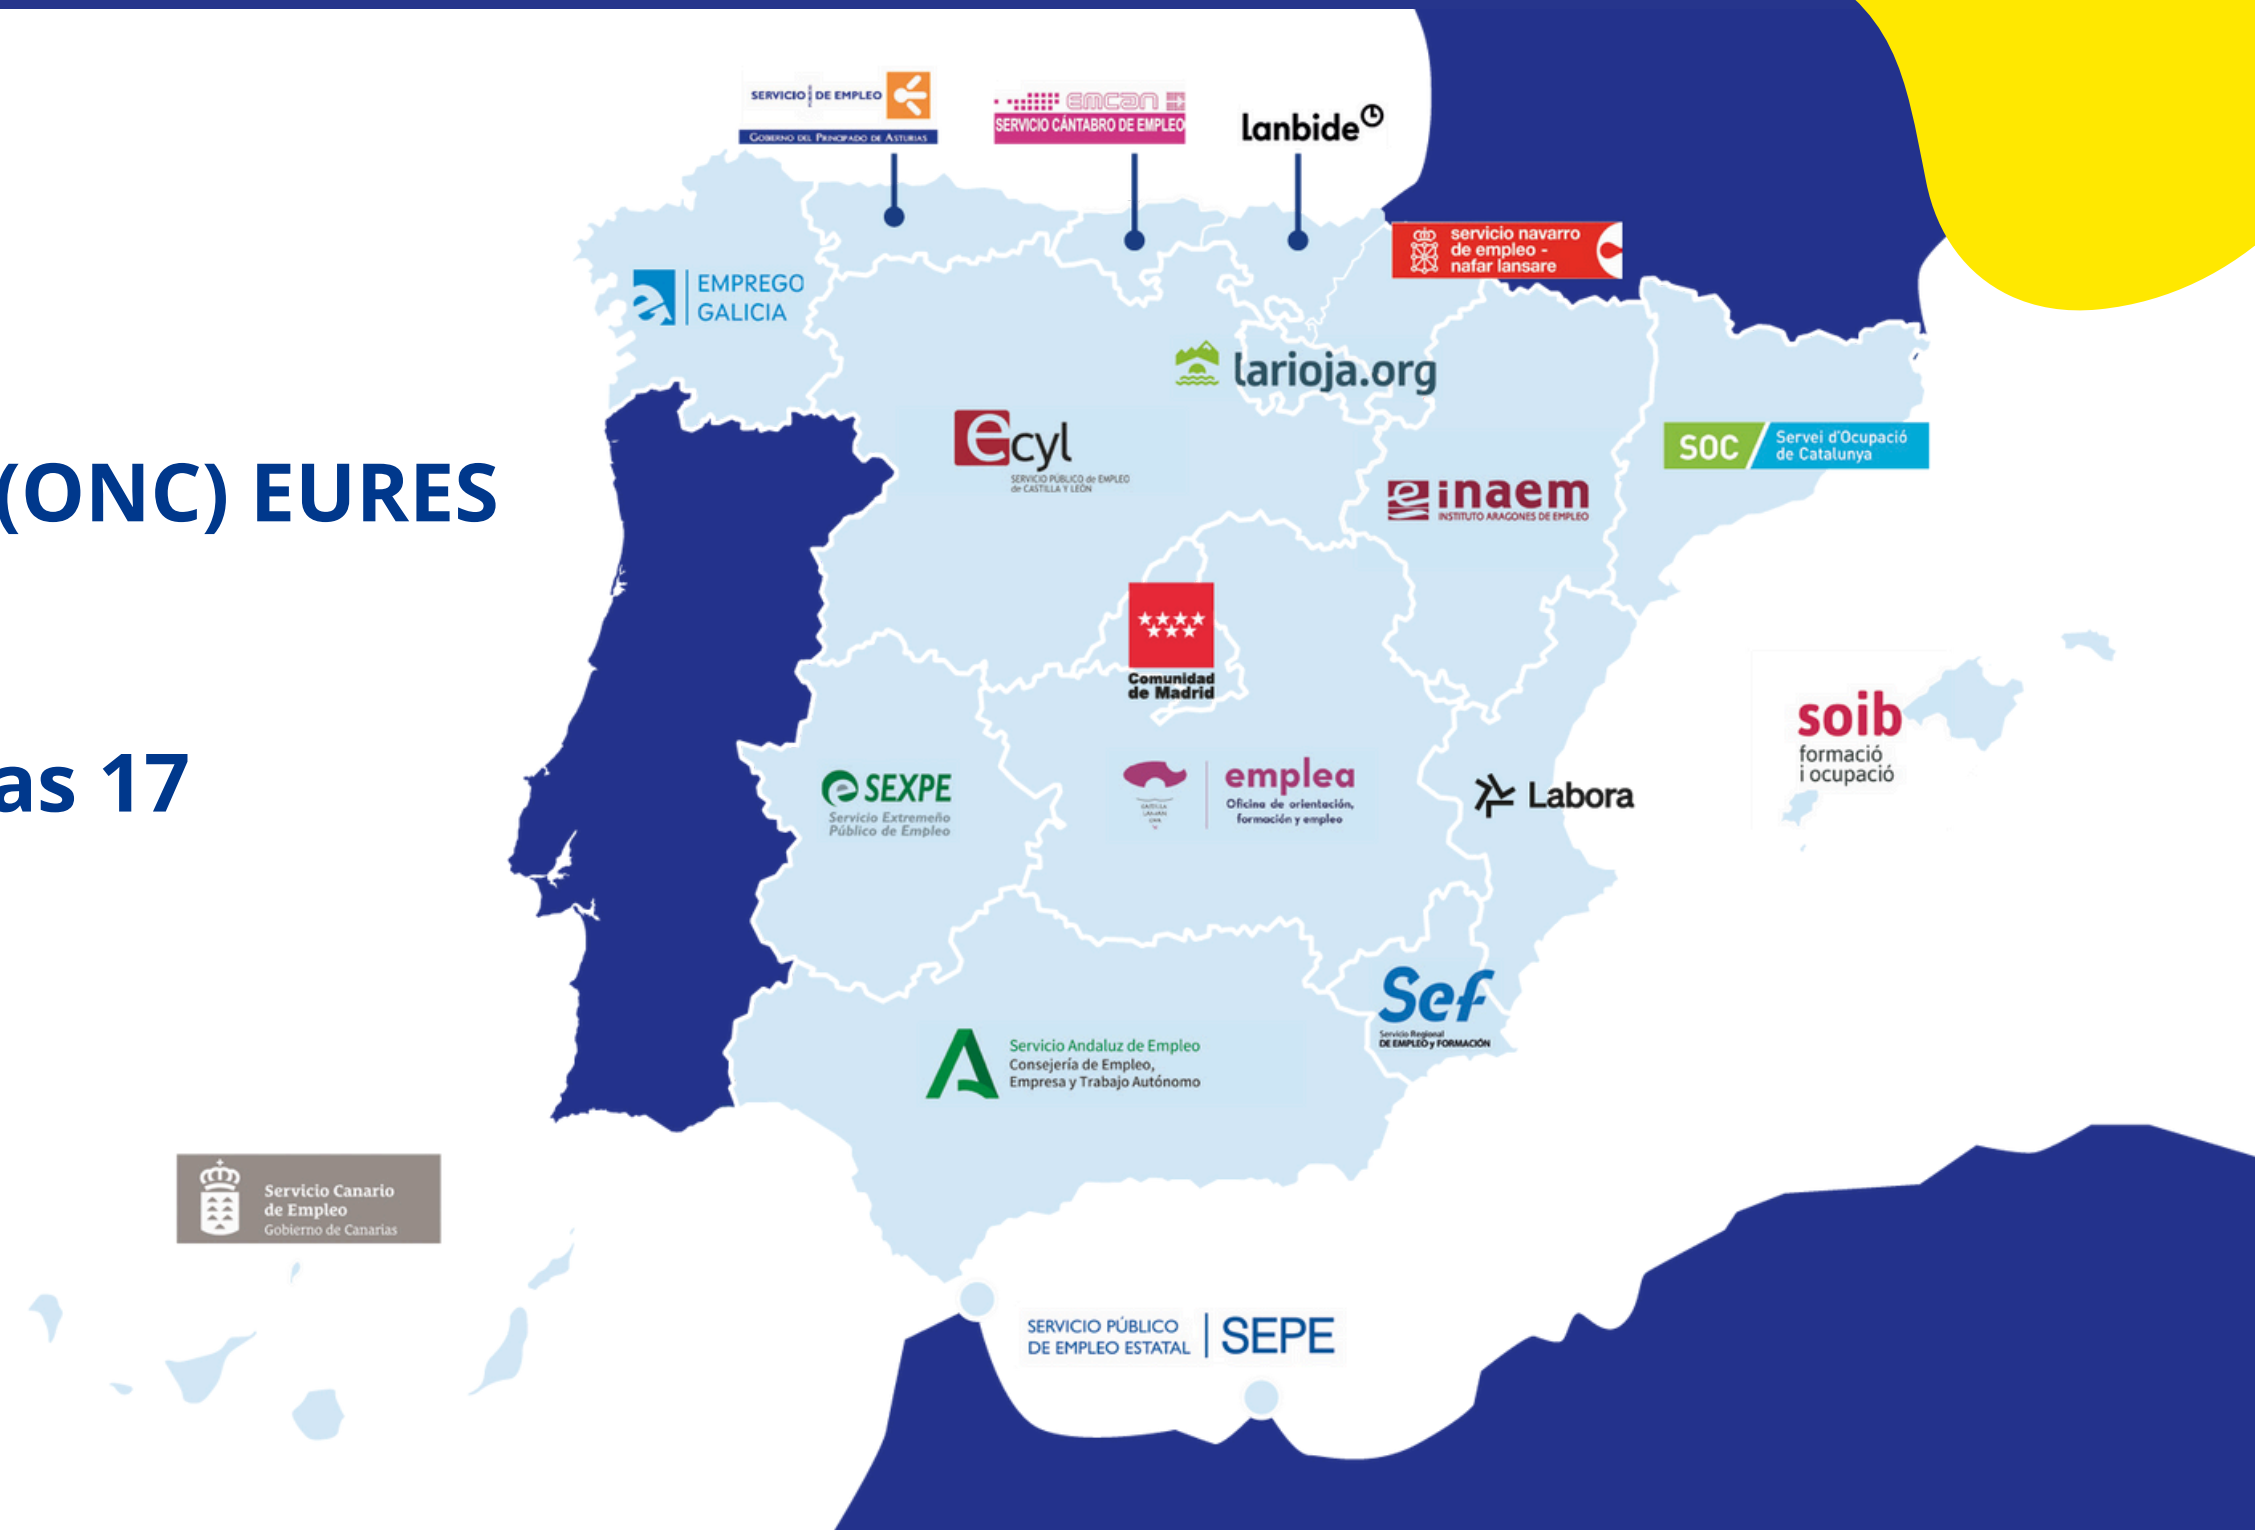 SERVICIO DE EMPLEO
GOBIERNO DEL PRINCIPADO DE ASTURIAS
emcan
SERVICIO CÁNTABRO DE EMPLEO
lanbide
servicio navarro
de empleo -
nafar lansare
EMPREGO
GALICIA
larioja.org
ecyl
SERVICIO PÚBLICO de EMPLEO
de CASTILLA Y LEÓN
SOC
Servei d'Ocupació
de Catalunya
inaem
INSTITUTO ARAGONES DE EMPLEO
(ONC) EURES
Comunidad
de Madrid
soib
formació
i ocupació
as 17
SEXPE
Servicio Extremeño
Público de Empleo
CASTILLA
emplea
Oficina de orientación,
formación y empleo
Labora
Sef
Servicio Regional
DE EMPLEO y FORMACIÓN
Servicio Andaluz de Empleo
Consejería de Empleo,
Empresa y Trabajo Autónomo
Servicio Canario
de Empleo
Gobierno de Canarias
SERVICIO PÚBLICO
DE EMPLEO ESTATAL
SEPE